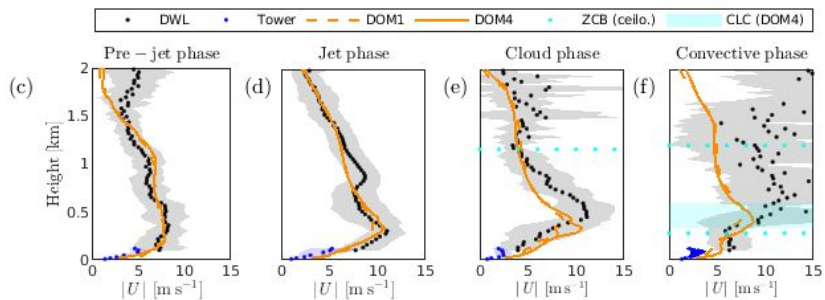 DWL Tower DOM1 DOM4 ZCB (ceilo.) CLC (DOM4)
Pre − jet phase Jet phase Cloud phase Convective phase
(c) (d) (e) (f)
Height [km]
2
1.5
1
0.5
0
0 5 10 15 0 5 10 15 0 5 10 15 0 5 10 15
|U| [m s⁻¹] |U| [m s⁻¹] |U| [m s⁻¹] |U| [m s⁻¹]